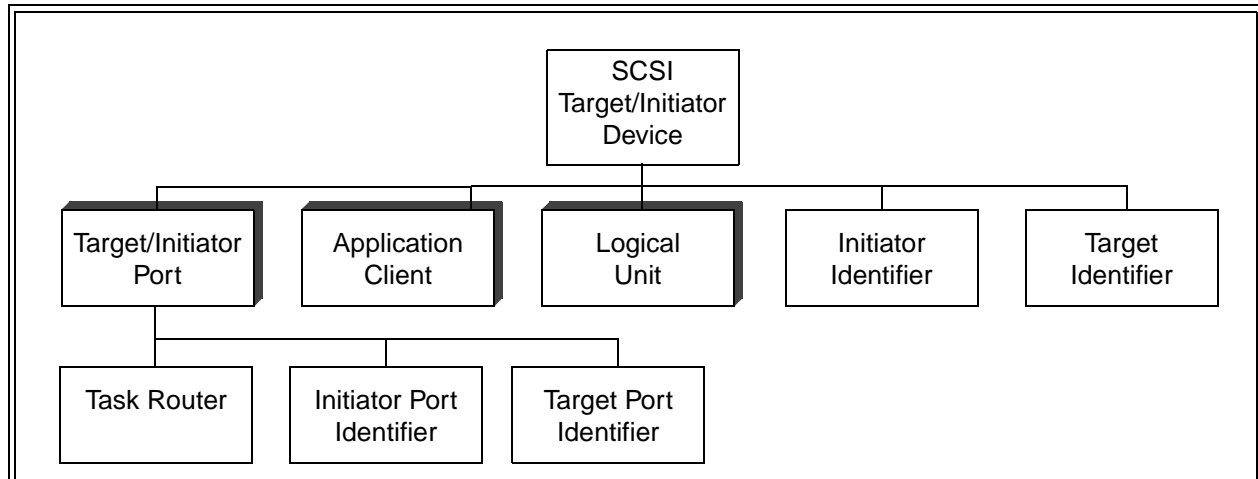 SCSI
Target/Initiator
Device
Target/Initiator
Port
Application
Client
Logical
Unit
Initiator
Identifier
Target
Identifier
Task Router
Initiator Port
Identifier
Target Port
Identifier